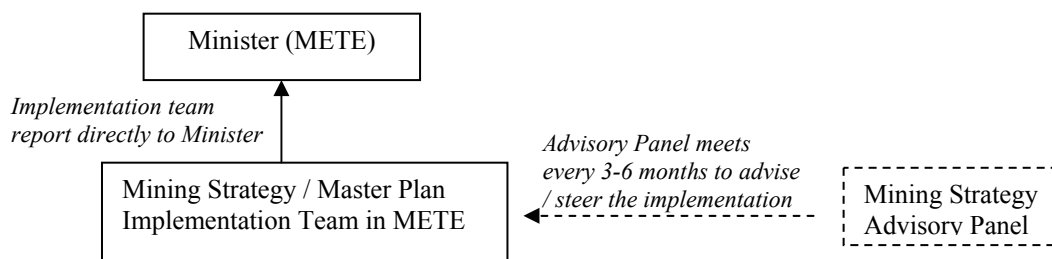 Minister (METE)
Implementation team
report directly to Minister
Advisory Panel meets
every 3-6 months to advise
/ steer the implementation
Mining Strategy / Master Plan
Implementation Team in METE
Mining Strategy
Advisory Panel